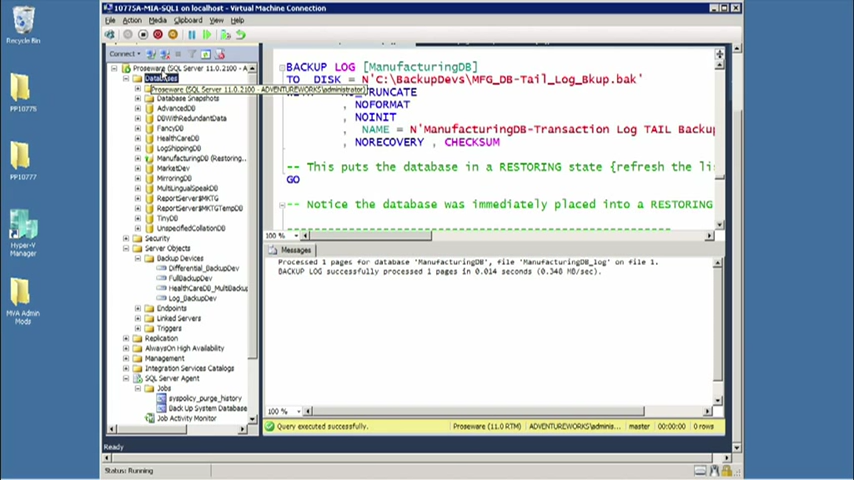 10775A-MIA-SQL1 on localhost - Virtual Machine Connection
File Action Media Clipboard View Help
Connect
Proseware (SQL Server 11.0.2100 - A
Databases
Proseware (SQL Server 11.0.2100 - ADVENTUREWORKS\administrator)
Database Snapshots
AdvancedDB
DBWithRedundantData
FancyDB
HealthCareDB
LogShippingDB
ManufacturingDB (Restoring...
MarketDev
MirroringDB
MultiLingualSpeakDB
ReportServer$MKTG
ReportServer$MKTGTempDB
TinyDB
UnspecifiedCollationDB
Security
Server Objects
Backup Devices
Differential_BackupDev
FullBackupDev
HealthCareDB_MultiBackup
Log_BackupDev
Endpoints
Linked Servers
Triggers
Replication
AlwaysOn High Availability
Management
Integration Services Catalogs
SQL Server Agent
Jobs
syspolicy_purge_history
Back Up System Database
Job Activity Monitor
BACKUP LOG [ManufacturingDB]
TO DISK = N'C:\BackupDevs\MFG_DB-Tail_Log_Bkup.bak'
_TRUNCATE
, NOFORMAT
, NOINIT
, NAME = N'ManufacturingDB-Transaction Log TAIL Backup
, NORECOVERY , CHECKSUM
-- This puts the database in a RESTORING state {refresh the li
GO
-- Notice the database was immediately placed into a RESTORING
100 %
Messages
Processed 1 pages for database 'ManufacturingDB', file 'ManufacturingDB_log' on file 1.
BACKUP LOG successfully processed 1 pages in 0.014 seconds (0.348 MB/sec).
100 %
Query executed successfully.
Proseware (11.0 RTM)
ADVENTUREWORKS\adminis...
master
00:00:00
0 rows
Ready
Status: Running
Recycle Bin
PP10775
PP10777
Hyper-V
Manager
MVA Admin
Mods